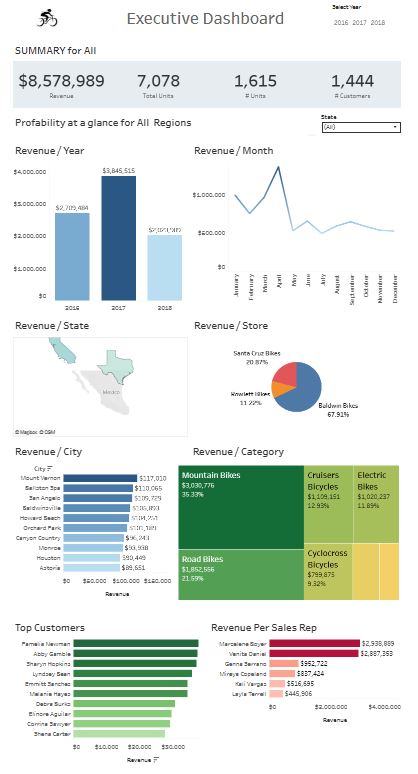 Executive Dashboard
Select Year
2016 2017 2018
SUMMARY for All
$8,578,989 7,078 1,615 1,444
Revenue Total Units # Units # Customers
Profability at a glance for All Regions
State
(All)
Revenue / Year
$4,000,000
$3,000,000
$2,000,000
$1,000,000
$0
$2,709,484
$3,845,515
2016 2017 2018
Revenue / Month
$1,000,000
$500,000
$0
January
February
March
April
May
June
July
August
September
October
November
December
Revenue / State
Mexico
© Mapbox © OSM
Revenue / Store
Santa Cruz Bikes
20.87%
Rowlett Bikes
11.22%
Baldwin Bikes
67.91%
Revenue / City
City
Mount Vernon $117,010
Ballston Spa $110,065
San Angelo $109,729
Baldwinsville $105,893
Howard Beach $104,251
Orchard Park $101,189
Canyon Country $96,243
Monroe $93,938
Houston $90,449
Astoria $89,651
$0 $50,000 $100,000 $150,000
Revenue
Revenue / Category
Mountain Bikes
$3,030,776
35.33%
Road Bikes
$1,852,556
21.59%
Cruisers
Bicycles
$1,109,151
12.93%
Electric
Bikes
$1,020,237
11.89%
Cyclocross
Bicycles
$799,875
9.32%
Top Customers
Pamelia Newman
Abby Gamble
Sharyn Hopkins
Lyndsey Bean
Emmitt Sanchez
Melanie Hayes
Debra Burks
Elinore Aguilar
Corrina Sawyer
Shena Carter
$0 $10,000 $20,000 $30,000
Revenue
Revenue Per Sales Rep
Marcelene Boyer $2,938,889
Venita Daniel $2,887,353
Genna Serrano $952,722
Mireya Copeland $837,424
Kali Vargas $516,695
Layla Terrell $445,906
$0 $2,000,000 $4,000,000
Revenue